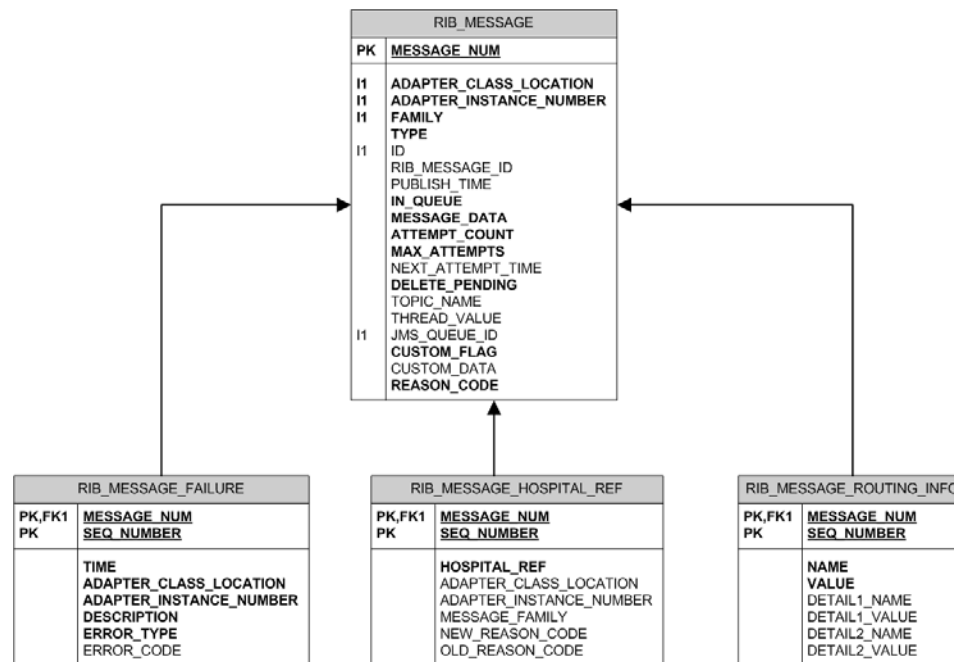 RIB_MESSAGE
PK MESSAGE_NUM
I1 ADAPTER_CLASS_LOCATION
I1 ADAPTER_INSTANCE_NUMBER
I1 FAMILY
TYPE
I1 ID
RIB_MESSAGE_ID
PUBLISH_TIME
IN_QUEUE
MESSAGE_DATA
ATTEMPT_COUNT
MAX_ATTEMPTS
NEXT_ATTEMPT_TIME
DELETE_PENDING
TOPIC_NAME
THREAD_VALUE
I1 JMS_QUEUE_ID
CUSTOM_FLAG
CUSTOM_DATA
REASON_CODE
RIB_MESSAGE_FAILURE
PK,FK1 MESSAGE_NUM
PK SEQ_NUMBER
TIME
ADAPTER_CLASS_LOCATION
ADAPTER_INSTANCE_NUMBER
DESCRIPTION
ERROR_TYPE
ERROR_CODE
RIB_MESSAGE_HOSPITAL_REF
PK,FK1 MESSAGE_NUM
PK SEQ_NUMBER
HOSPITAL_REF
ADAPTER_CLASS_LOCATION
ADAPTER_INSTANCE_NUMBER
MESSAGE_FAMILY
NEW_REASON_CODE
OLD_REASON_CODE
RIB_MESSAGE_ROUTING_INFO
PK,FK1 MESSAGE_NUM
PK SEQ_NUMBER
NAME
VALUE
DETAIL1_NAME
DETAIL1_VALUE
DETAIL2_NAME
DETAIL2_VALUE